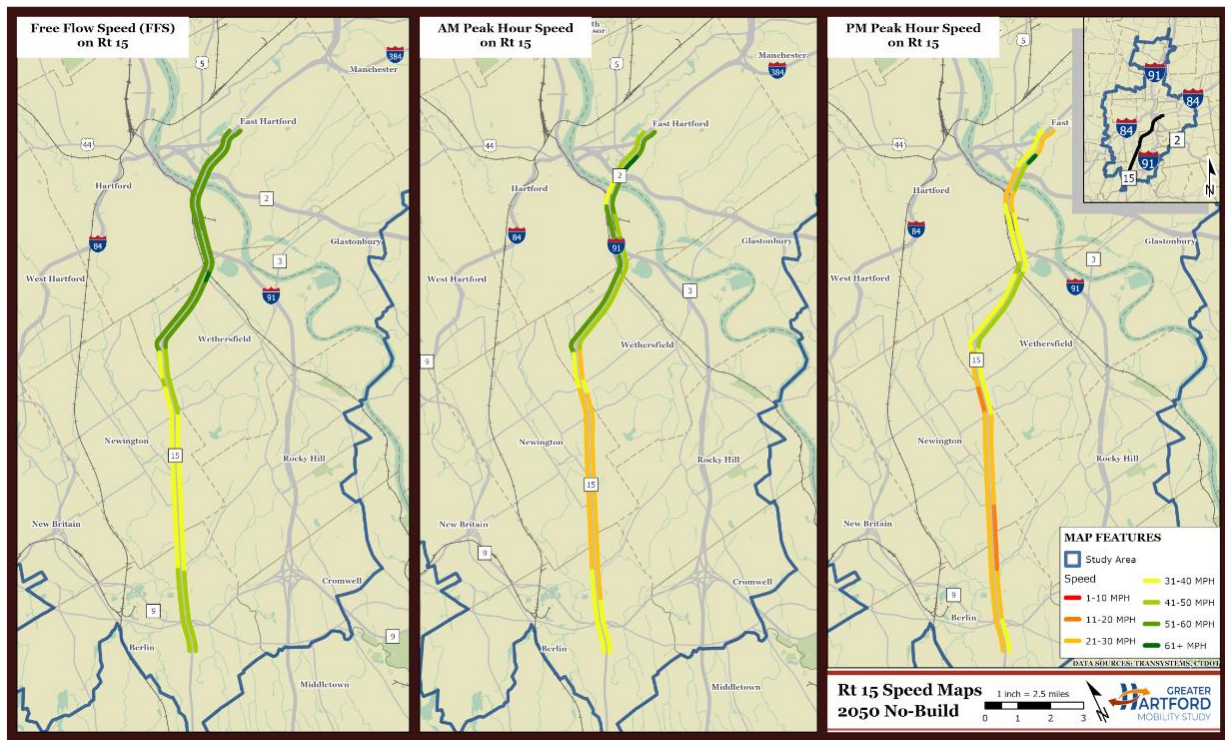 Free Flow Speed (FFS)
on Rt 15
5
384
Manchester
East Hartford
44
Hartford
2
84
Glastonbury
West Hartford
3
91
Wethersfield
Newington
15
Rocky Hill
New Britain
Cromwell
9
9
Berlin
Middletown
AM Peak Hour Speed
on Rt 15
5
Manchester
384
East Hartford
44
2
Hartford
84
91
Glastonbury
West Hartford
3
9
Wethersfield
Newington
Rocky Hill
15
New Britain
9
Cromwell
Berlin
Middletown
PM Peak Hour Speed
on Rt 15
5
91
84
84
2
91
15
N
East
44
Hartford
84
Glastonbury
West Hartford
3
91
Wethersfield
15
Newington
Rocky Hill
New Britain
9
Berlin
MAP FEATURES
Study Area
Speed
1-10 MPH
11-20 MPH
21-30 MPH
31-40 MPH
41-50 MPH
51-60 MPH
61+ MPH
DATA SOURCES: TRANSYSTEMS, CTDOT
Rt 15 Speed Maps
2050 No-Build
1 inch = 2.5 miles
0 1 2 3
N
GREATER
HARTFORD
MOBILITY STUDY